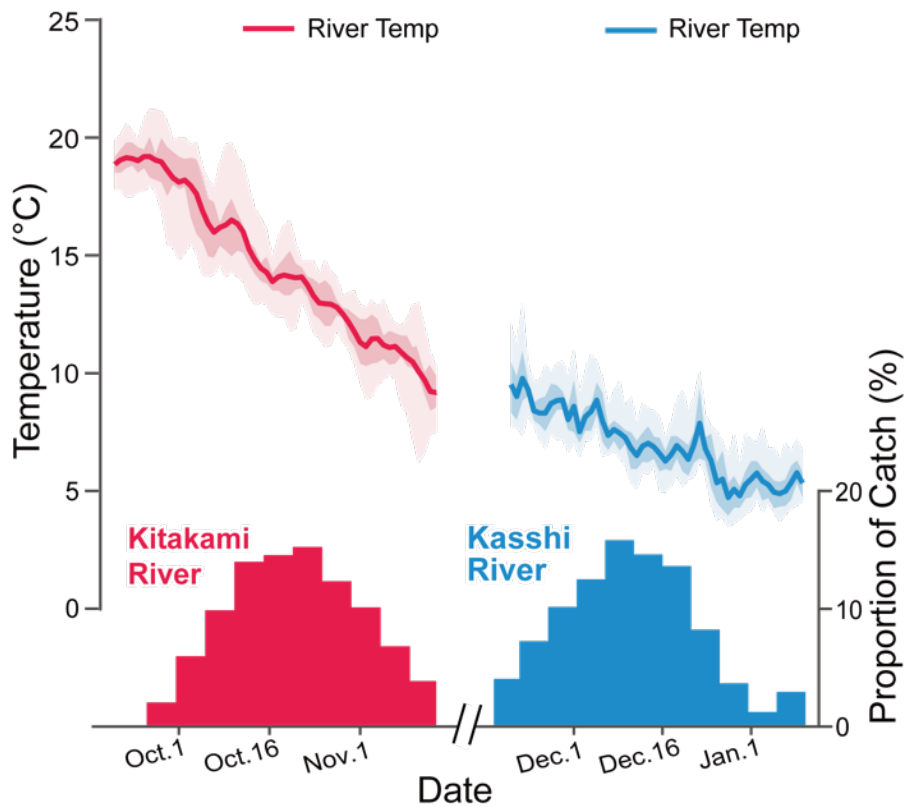 River Temp
River Temp
25
20
15
10
5
0
Temperature (°C)
Kitakami
River
Kasshi
River
20
10
0
Proportion of Catch (%)
Oct.1
Oct.16
Nov.1
Dec.1
Dec.16
Jan.1
Date